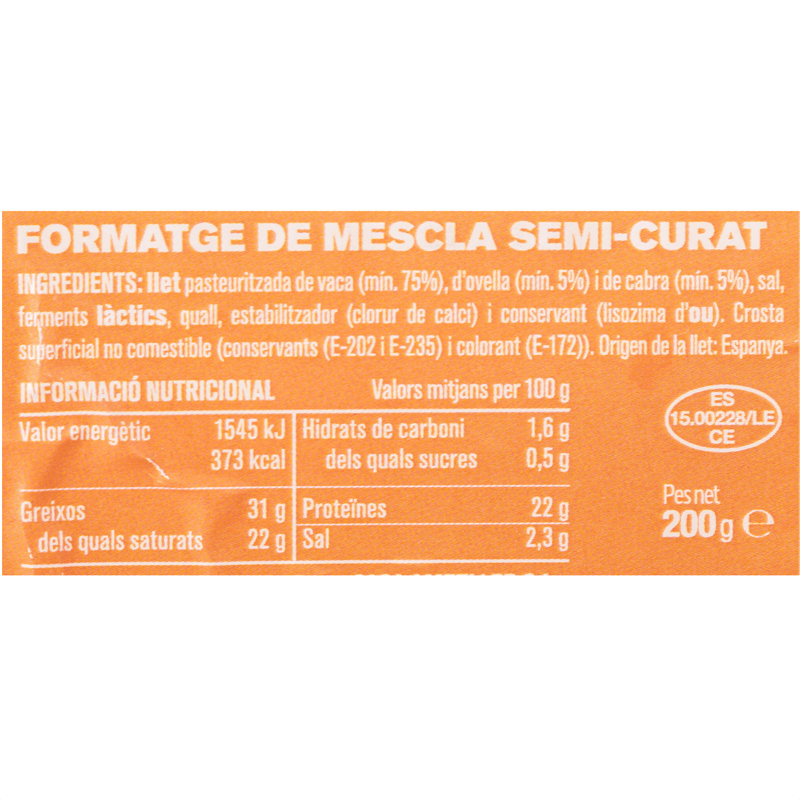 FORMATGE DE MESCLA SEMI-CURAT
INGREDIENTS: llet pasteuritzada de vaca (mín. 75%), d'ovella (mín. 5%) i de cabra (mín. 5%), sal,
ferments làctics, quall, estabilitzador (clorur de calci) i conservant (lisozima d'ou). Crosta
superficial no comestible (conservants (E-202 i E-235) i colorant (E-172)). Origen de la llet: Espanya.
INFORMACIÓ NUTRICIONAL Valors mitjans per 100 g
Valor energètic 1545 kJ
373 kcal
Greixos 31 g
dels quals saturats 22 g
Hidrats de carboni 1,6 g
dels quals sucres 0,5 g
Proteïnes 22 g
Sal 2,3 g
ES
15.00228/LE
CE
Pes net
200 g e